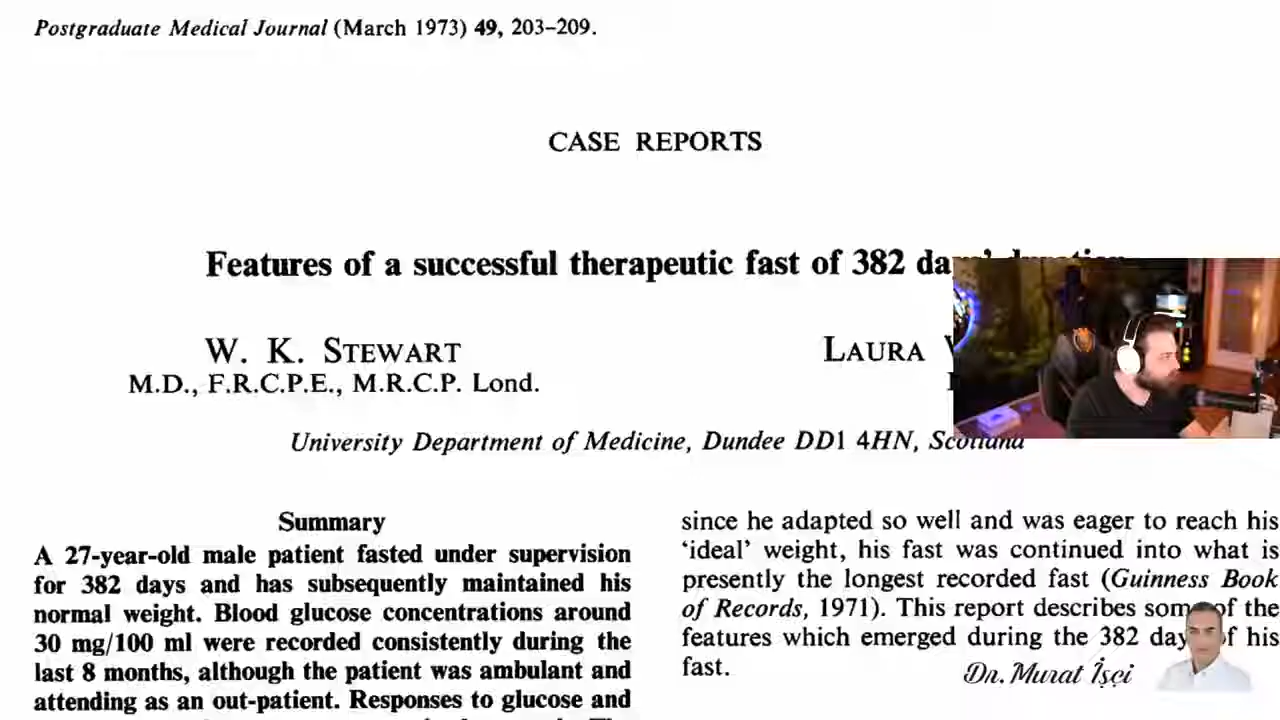 Postgraduate Medical Journal (March 1973) 49, 203–209.
CASE REPORTS
Features of a successful therapeutic fast of 382
W. K. STEWART
M.D., F.R.C.P.E., M.R.C.P. Lond.
LAURA
University Department of Medicine, Dundee DD1 4HN, Scotland
Summary
A 27-year-old male patient fasted under supervision
for 382 days and has subsequently maintained his
normal weight. Blood glucose concentrations around
30 mg/100 ml were recorded consistently during the
last 8 months, although the patient was ambulant and
attending as an out-patient. Responses to glucose and
since he adapted so well and was eager to reach his
‘ideal’ weight, his fast was continued into what is
presently the longest recorded fast (Guinness Book
of Records, 1971). This report describes some of the
features which emerged during the 382 day of his
fast.
Dr. Murat İşçi